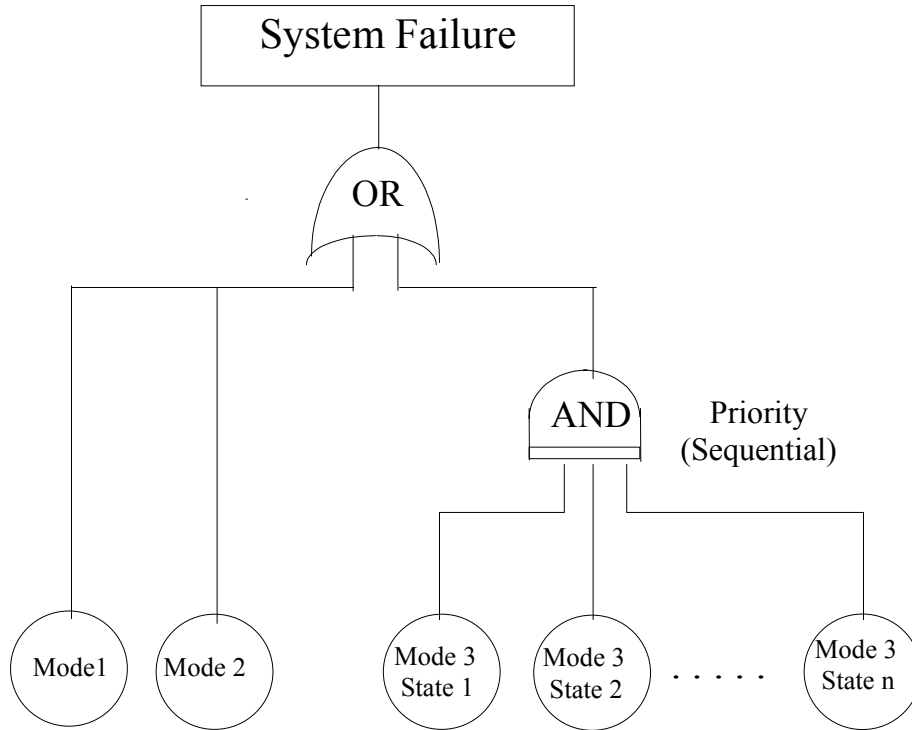 System Failure
OR
AND
Priority
(Sequential)
Mode1
Mode 2
Mode 3
State 1
Mode 3
State 2
. . . . .
Mode 3
State n